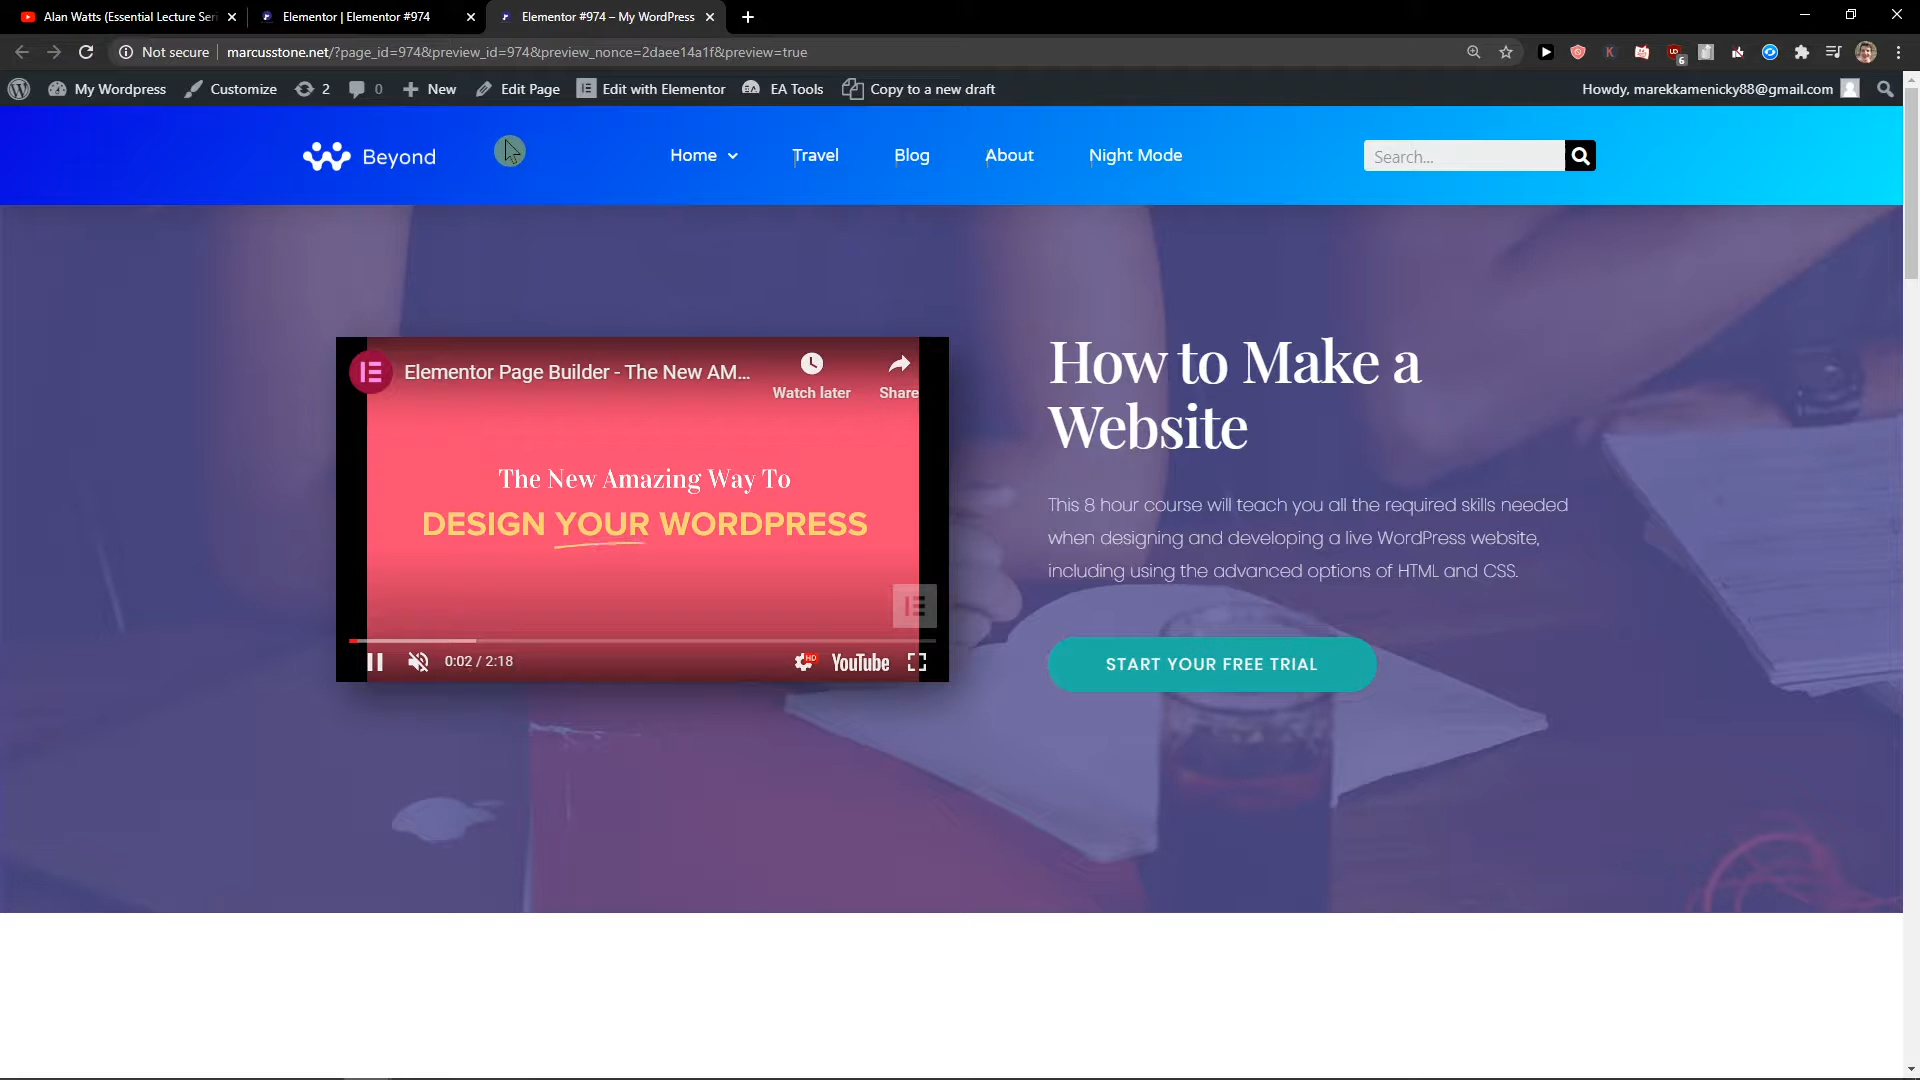 Alan Watts (Essential Lecture Seri
Elementor | Elementor #974
Elementor #974 – My WordPress
Not secure
marcusstone.net/?page_id=974&preview_id=974&preview_nonce=2daee14a1f&preview=true
6
My Wordpress
Customize
2
0
New
Edit Page
Edit with Elementor
EA Tools
Copy to a new draft
Howdy, marekkamenicky88@gmail.com
Beyond
Home
Travel
Blog
About
Night Mode
Search...
Elementor Page Builder - The New AM...
Watch later
Share
The New Amazing Way To
DESIGN YOUR WORDPRESS
0:02 / 2:18
HD
YouTube
How to Make a
Website
This 8 hour course will teach you all the required skills needed
when designing and developing a live WordPress website,
including using the advanced options of HTML and CSS.
START YOUR FREE TRIAL